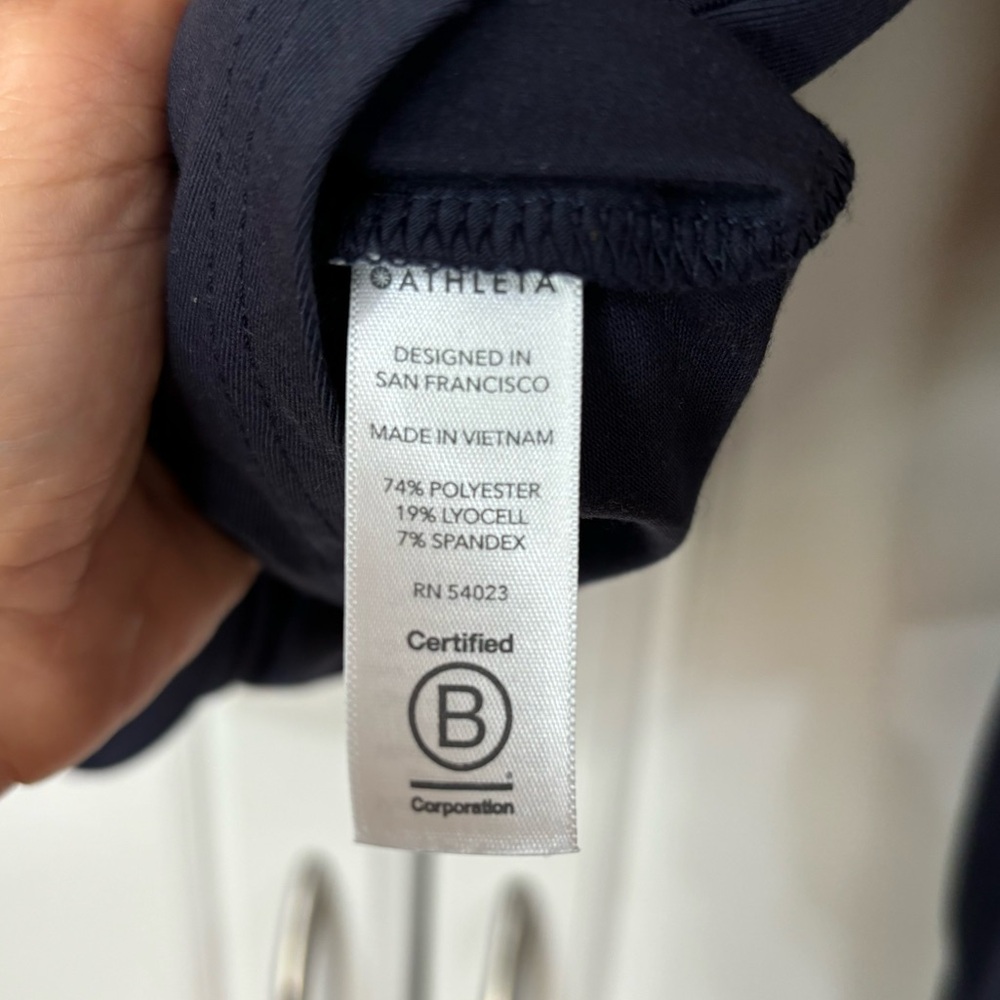 ATHLETA
DESIGNED IN
SAN FRANCISCO
MADE IN VIETNAM
74% POLYESTER
19% LYOCELL
7% SPANDEX
RN 54023
Certified
B
®
Corporation